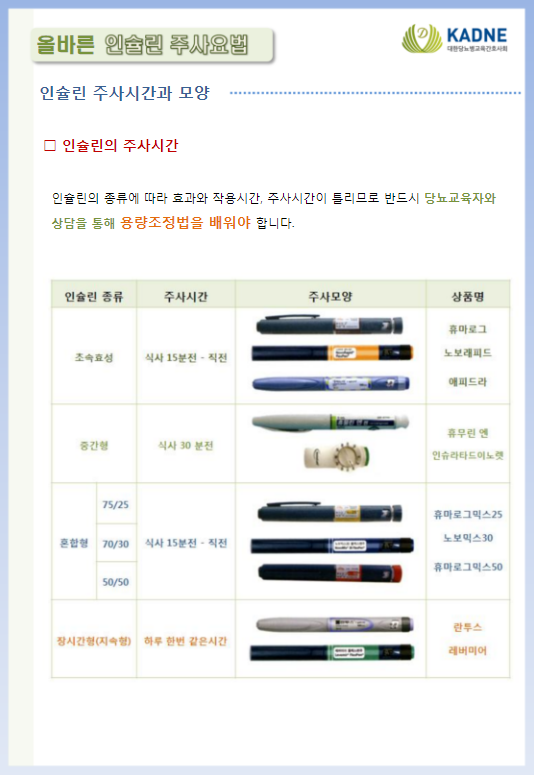 올바른 인슐린 주사요법
KADNE
대한당뇨병교육간호사회
인슐린 주사시간과 모양
□ 인슐린의 주사시간
인슐린의 종류에 따라 효과와 작용시간, 주사시간이 틀리므로 반드시 당뇨교육자와
상담을 통해 용량조정법을 배워야 합니다.
인슐린 종류 주사시간 주사모양 상품명
초속효성 식사 15분전 - 직전
휴마로그
노보래피드
애피드라
중간형 식사 30 분전
휴무린 엔
인슈라타드이노렛
혼합형 식사 15분전 - 직전
75/25
70/30
50/50
휴마로그믹스25
노보믹스30
휴마로그믹스50
장시간형(지속형) 하루 한번 같은시간
란투스
레버미어